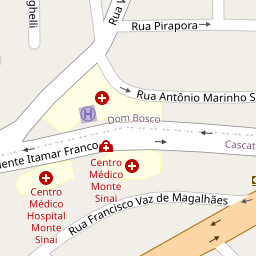 ghelli
Rua V
Rua Pirapora
Rua Antônio Marinho S
H
Dom Bosco
Cascat
ente Itamar Franco
Centro
Médico
Monte
Sinai
Centro
Médico
Hospital
Monte
Sinai
Rua Francisco Vaz de Magalhães